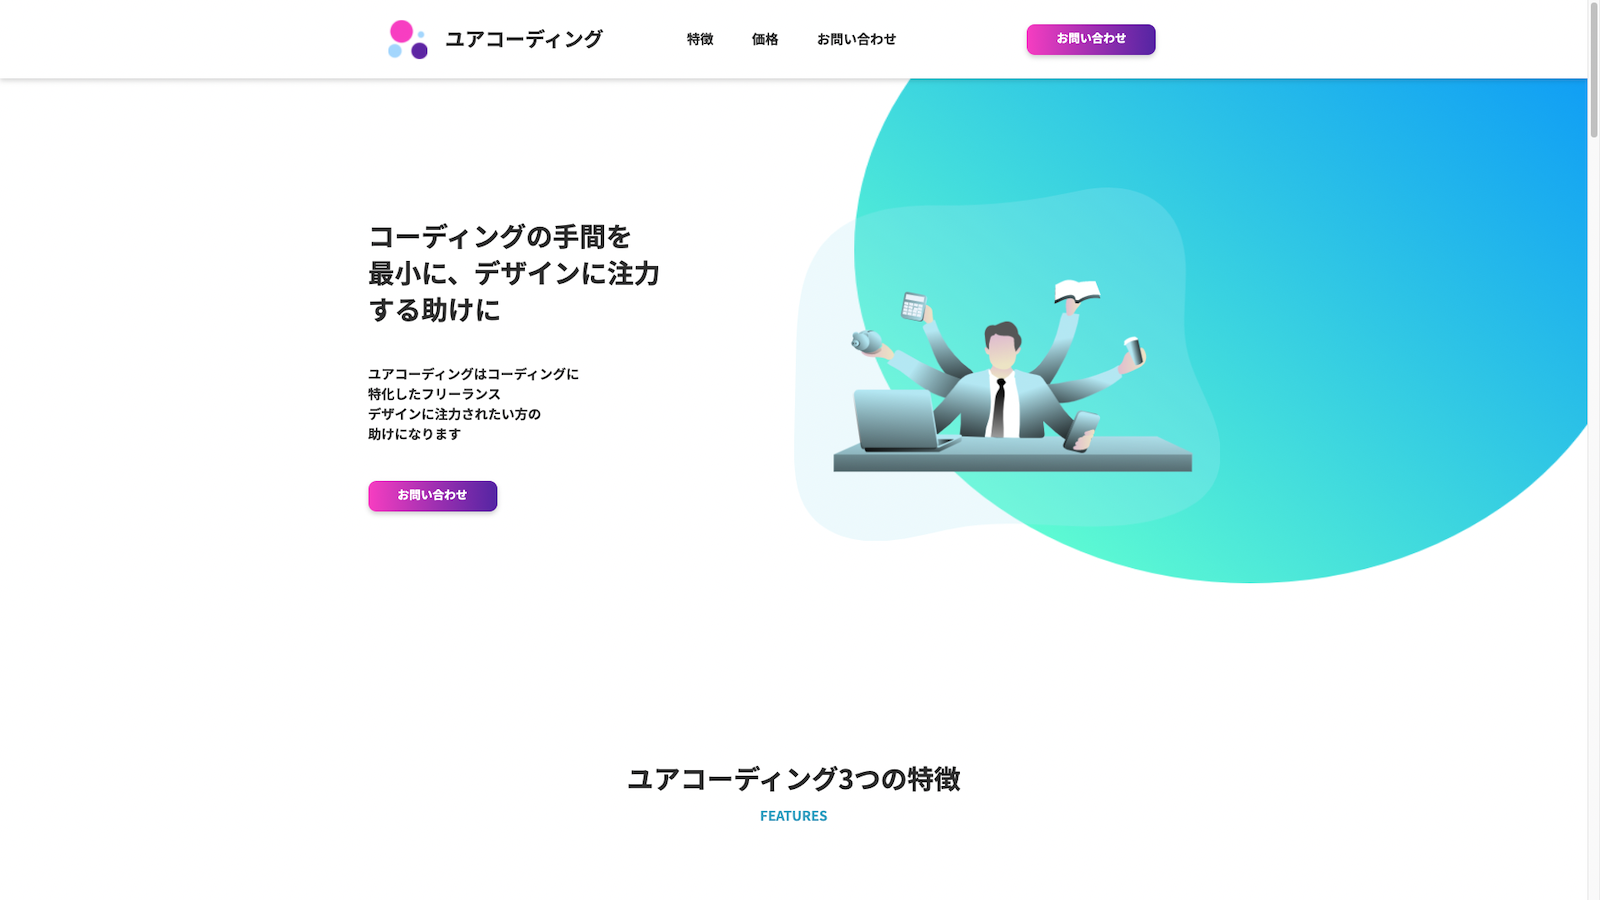 ユアコーディング
特徴
価格
お問い合わせ
お問い合わせ
コーディングの手間を
最小に、デザインに注力
する助けに
ユアコーディングはコーディングに
特化したフリーランス
デザインに注力されたい方の
助けになります
お問い合わせ
ユアコーディング3つの特徴
FEATURES